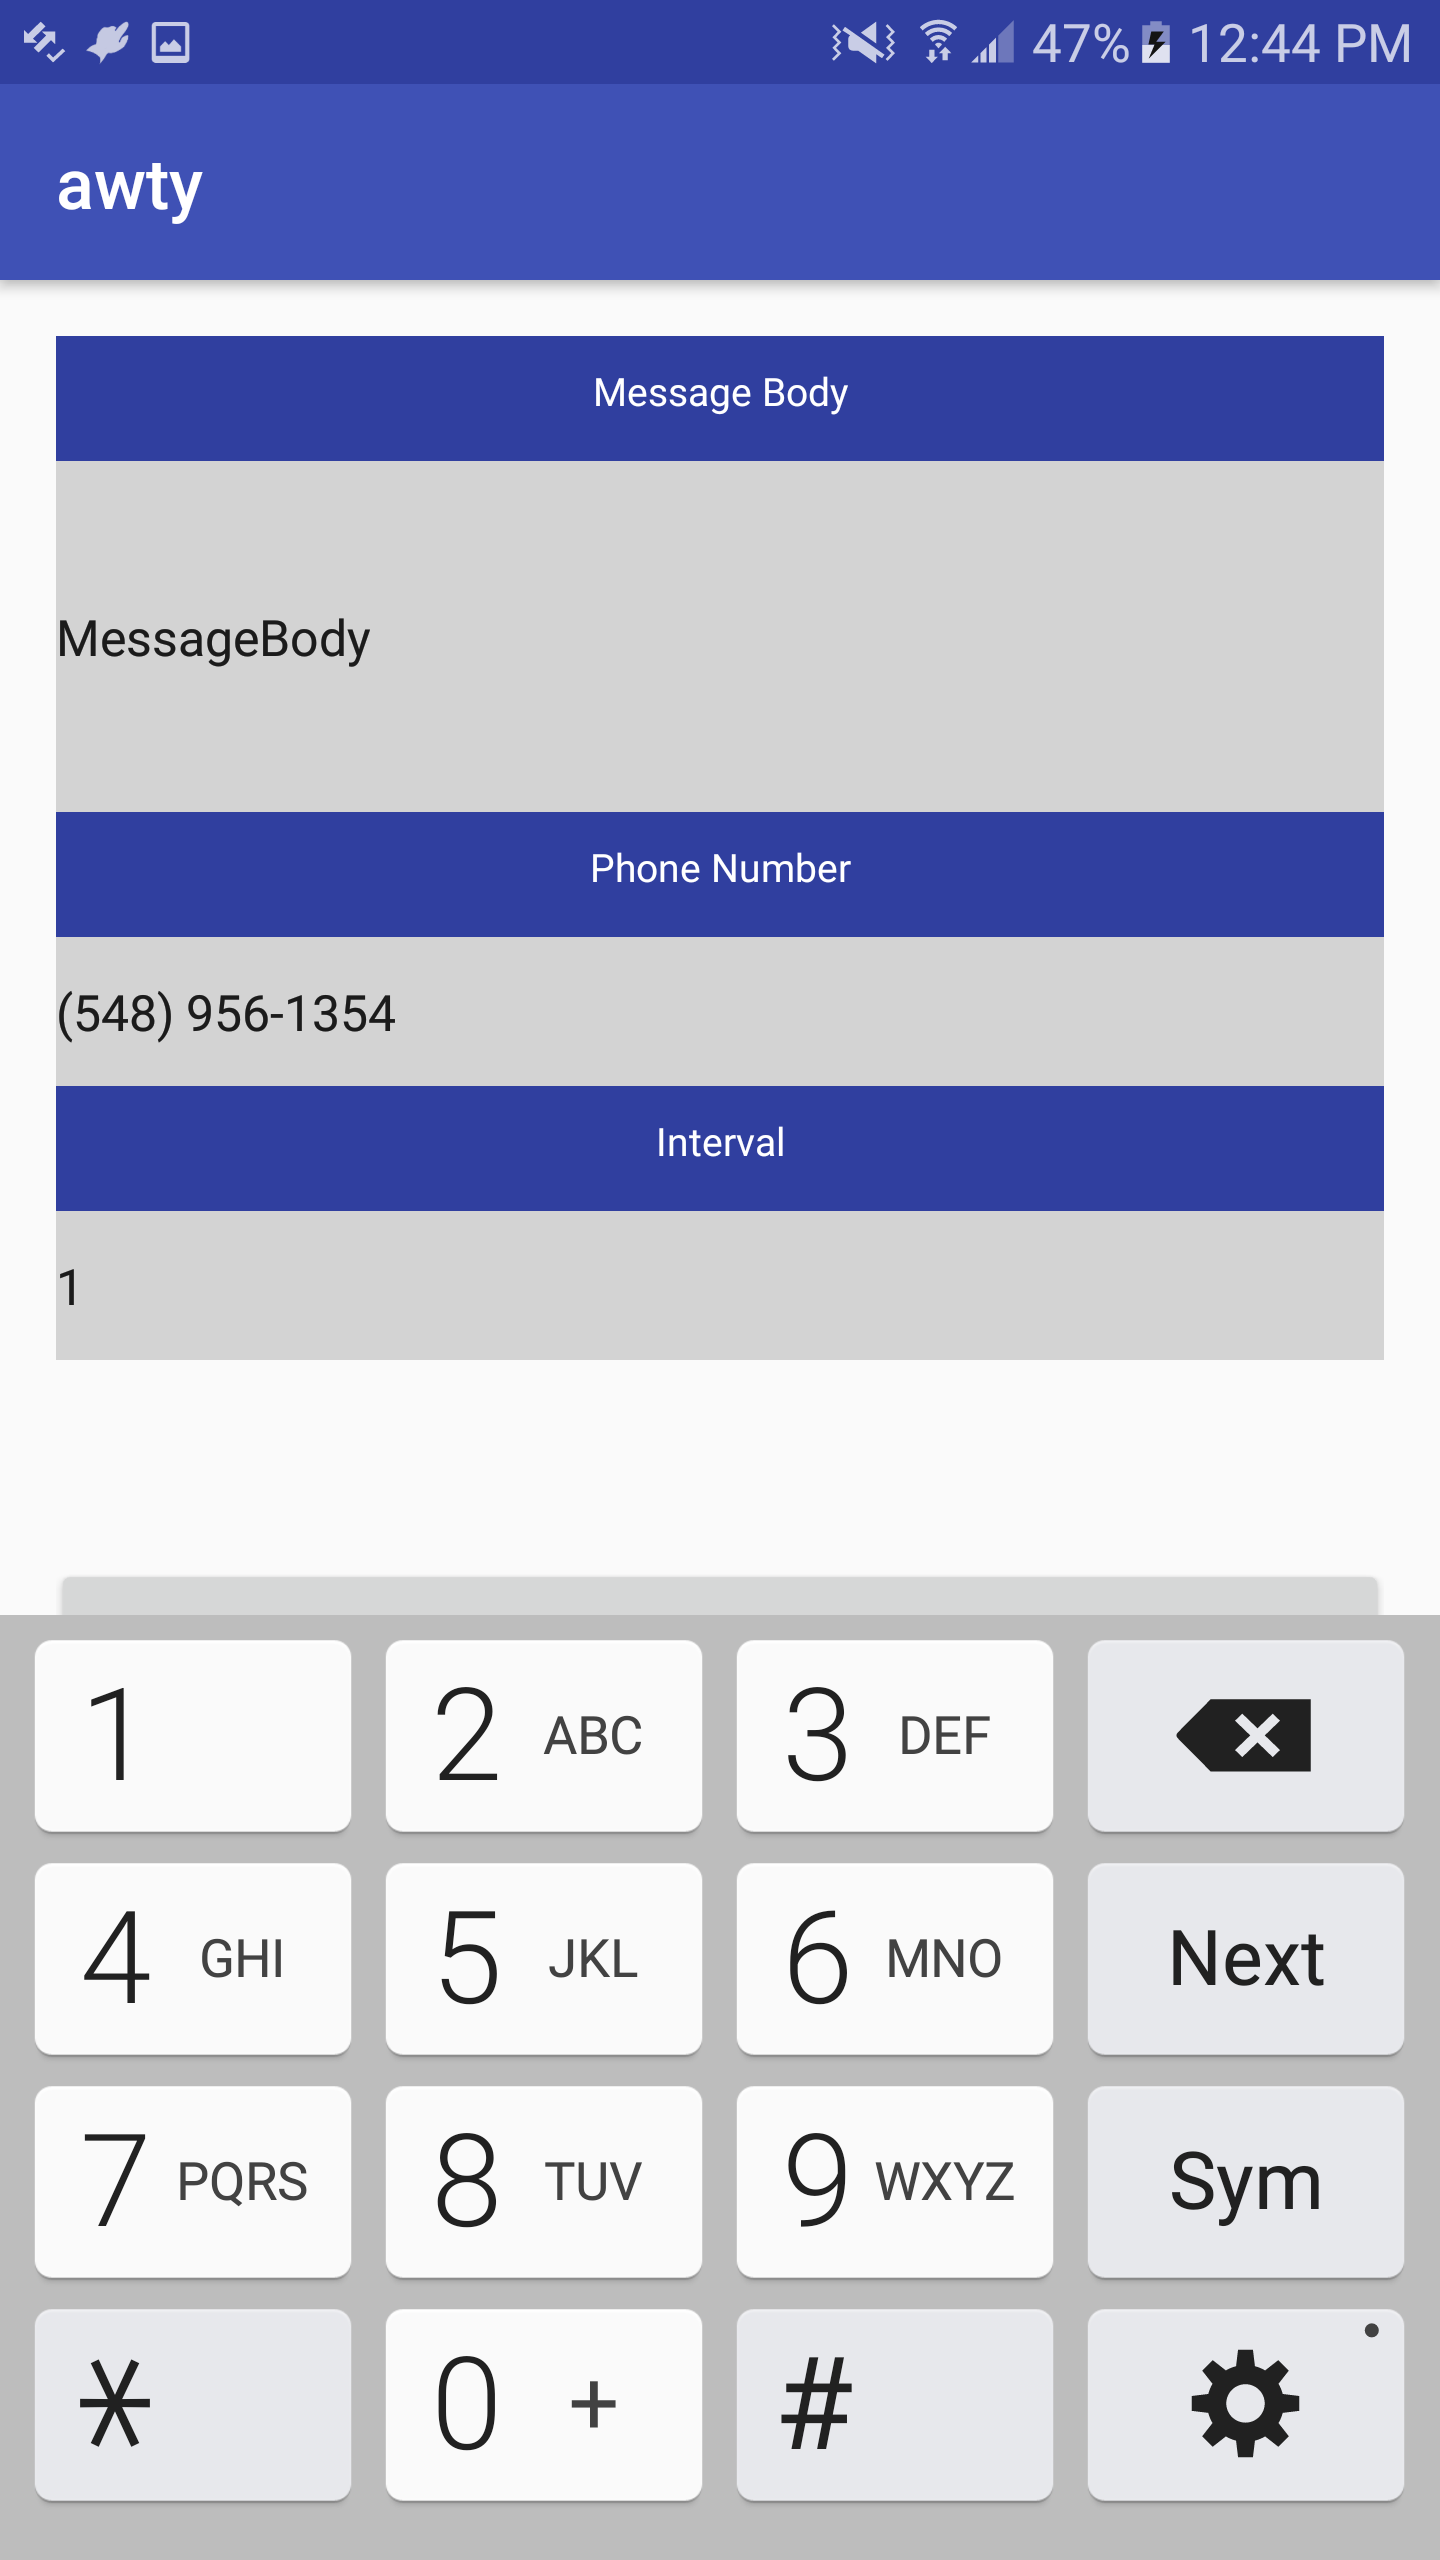 47% 12:44 PM
awty
Message Body
MessageBody
Phone Number
(548) 956-1354
Interval
1
1 2 ABC 3 DEF
4 GHI 5 JKL 6 MNO Next
7 PQRS 8 TUV 9 WXYZ Sym
* 0 + #